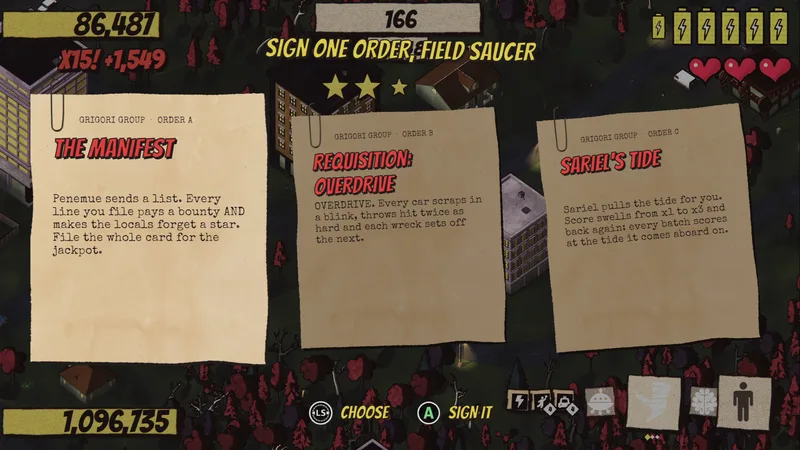 86,487
166
X15! +1,549
SIGN ONE ORDER, FIELD SAUCER
GRIGORI GROUP · ORDER A
THE MANIFEST
Penemue sends a list. Every
line you file pays a bounty AND
makes the locals forget a star.
File the whole card for the
jackpot.
GRIGORI GROUP · ORDER B
REQUISITION:
OVERDRIVE
OVERDRIVE. Every car scraps in
a blink, throws hit twice as
hard and each wreck sets off
the next.
GRIGORI GROUP · ORDER C
SARIEL'S TIDE
Sariel pulls the tide for you.
Score swells from x1 to x3 and
back again: every batch scores
at the tide it comes aboard on.
1,096,735
LS CHOOSE
A SIGN IT